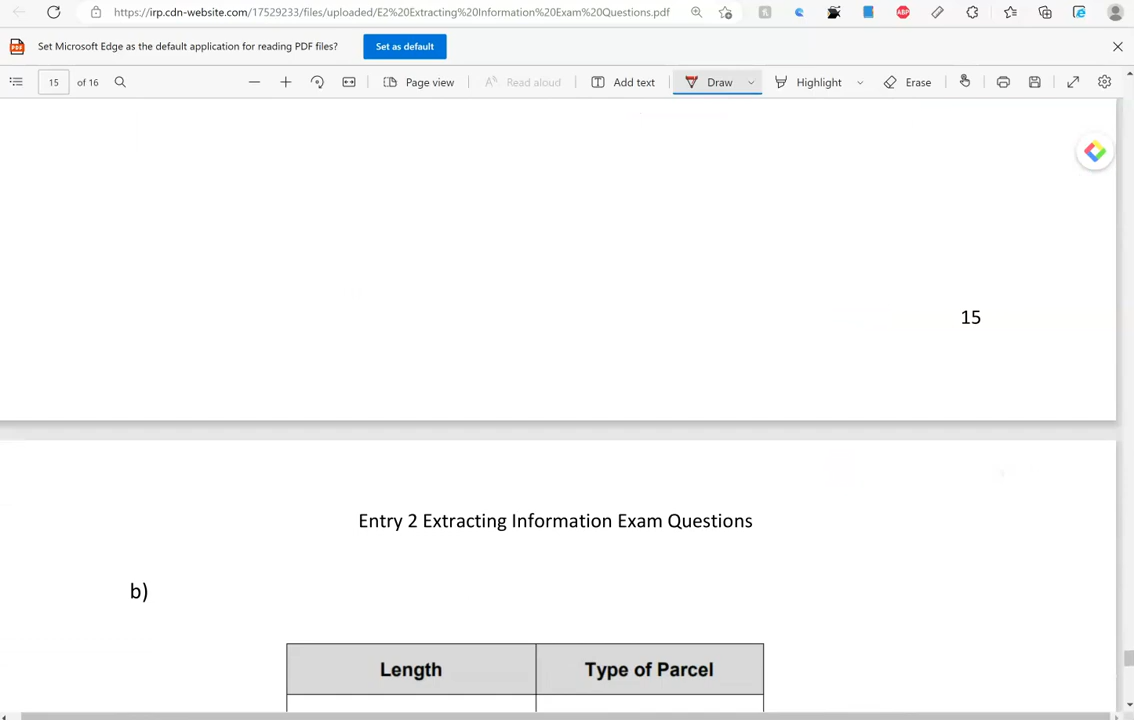 https://irp.cdn-website.com/17529233/files/uploaded/E2%20Extracting%20Information%20Exam%20Questions.pdf
ABP
PDF
Set Microsoft Edge as the default application for reading PDF files?
Set as default
15
of 16
Page view
Read aloud
Add text
Draw
Highlight
Erase
15
Entry 2 Extracting Information Exam Questions
b)
Length
Type of Parcel